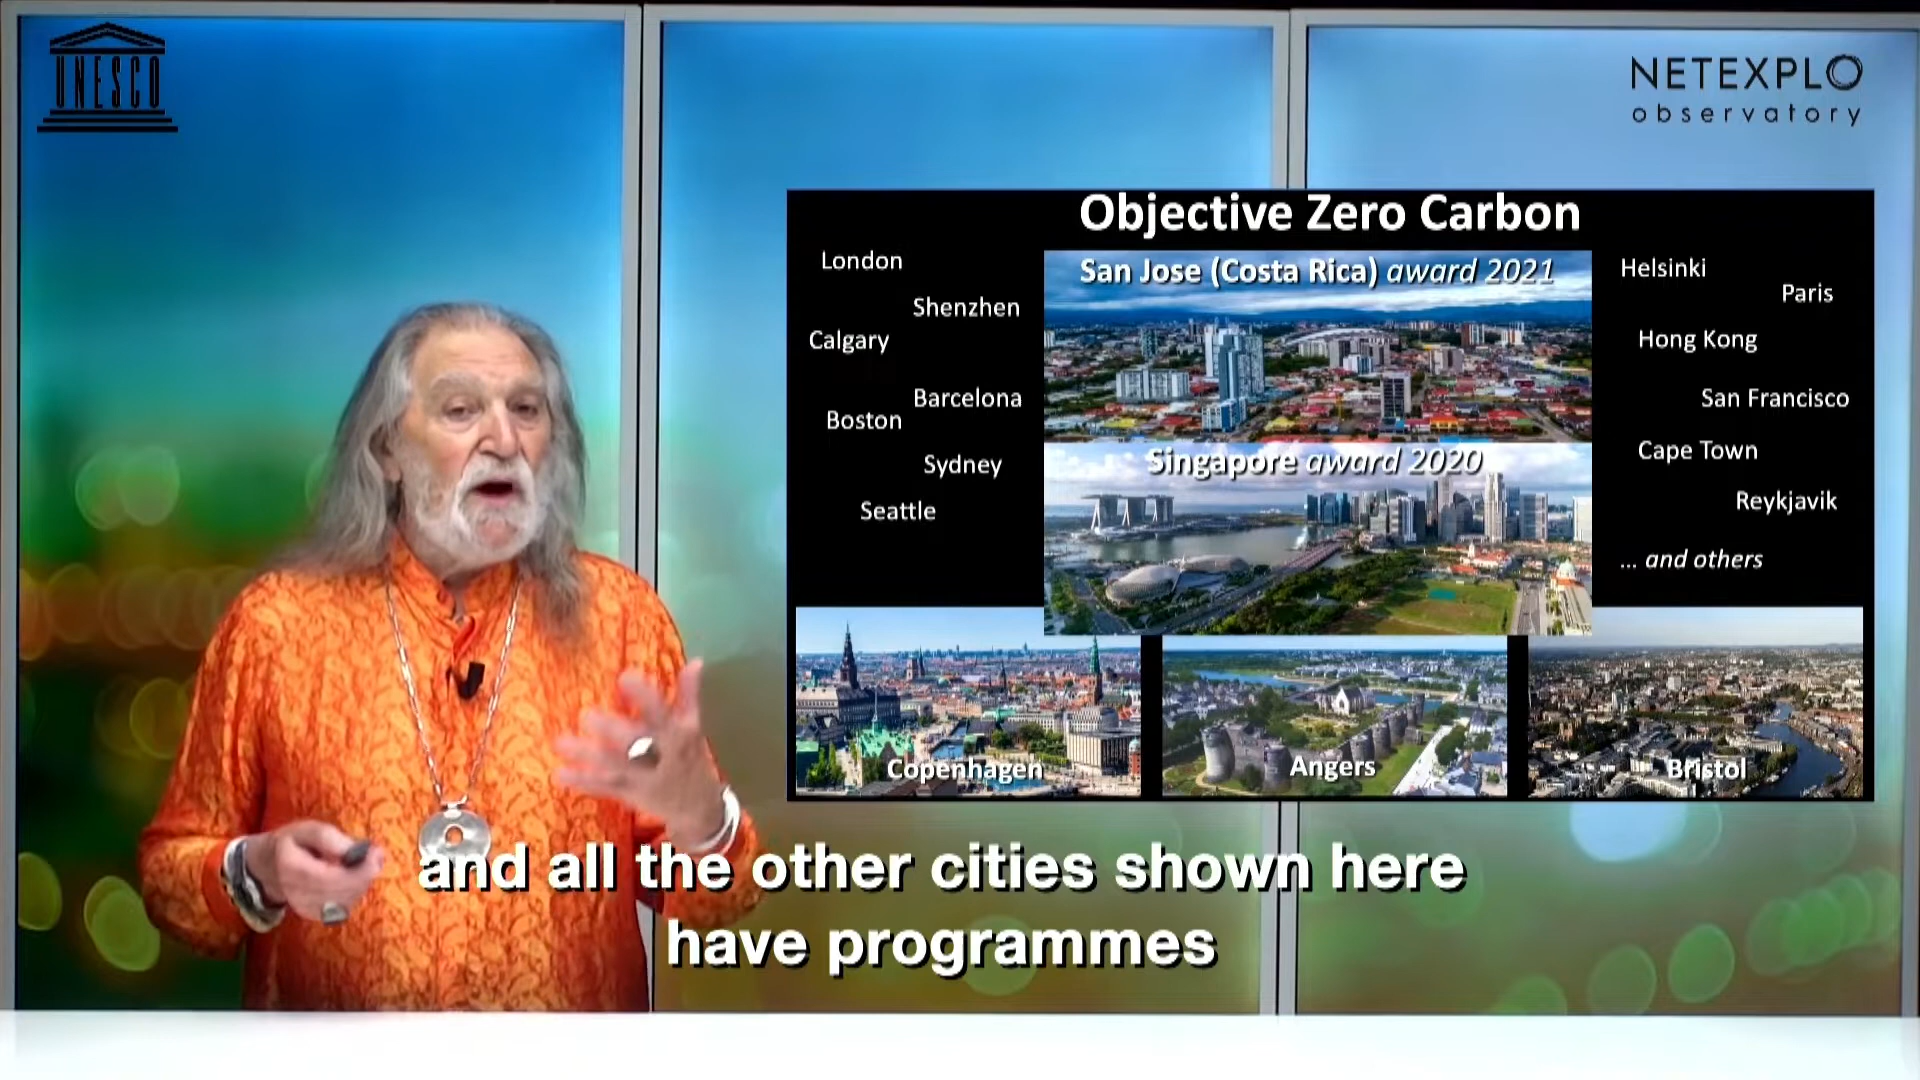 UNESCO
NETEXPLO
observatory
Objective Zero Carbon
London
Shenzhen
Calgary
Barcelona
Boston
Sydney
Seattle
San Jose (Costa Rica) award 2021
Singapore award 2020
Helsinki
Paris
Hong Kong
San Francisco
Cape Town
Reykjavik
... and others
Copenhagen
Angers
Bristol
and all the other cities shown here
have programmes